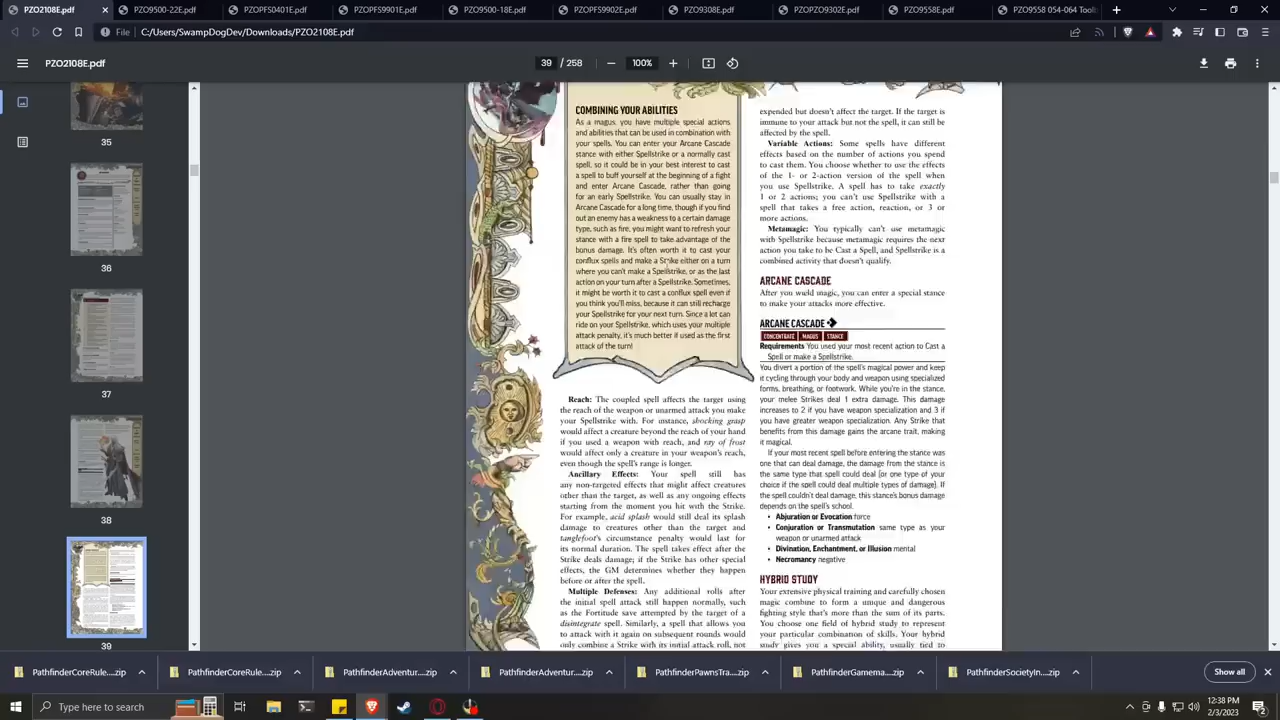 PZO2108E.pdf
PZO9500-22E.pdf
PZOPFS0401E.pdf
PZOPFS9901E.pdf
PZO9500-18E.pdf
PZOPFS9902E.pdf
PZO9308E.pdf
PZOPZO9302E.pdf
PZO9558E.pdf
PZO9558 054-064 Tool
File
C:/Users/SwampDogDev/Downloads/PZO2108E.pdf
PZO2108E.pdf
39 / 258
100%
35
36
37
38
39
COMBINING YOUR ABILITIES
As a magus, you have multiple special actions
and abilities that can be used in combination with
your spells. You can enter your Arcane Cascade
stance with either Spellstrike or a normally cast
spell, so it could be in your best interest to cast
a spell to buff yourself at the beginning of a fight
and enter Arcane Cascade, rather than going
for an early Spellstrike. You can usually stay in
Arcane Cascade for a long time, though if you find
out an enemy has a weakness to a certain damage
type, such as fire, you might want to refresh your
stance with a fire spell to take advantage of the
bonus damage. It's often worth it to cast your
conflux spells and make a Strike either on a turn
where you can't make a Spellstrike, or as the last
action on your turn after a Spellstrike. Sometimes,
it might be worth it to cast a conflux spell even if
you think you'll miss, because it can still recharge
your Spellstrike for your next turn. Since a lot can
ride on your Spellstrike, which uses your multiple
attack penalty, it's much better if used as the first
attack of the turn!
Reach: The coupled spell affects the target using
the reach of the weapon or unarmed attack you make
your Spellstrike with. For instance, shocking grasp
would affect a creature beyond the reach of your hand
if you used a weapon with reach, and ray of frost
would affect only a creature in your weapon's reach,
even though the spell's range is longer.
Ancillary Effects: Your spell still has
any non-targeted effects that might affect creatures
other than the target, as well as any ongoing effects
starting from the moment you hit with the Strike.
For example, acid splash would still deal its splash
damage to creatures other than the target and
tanglefoot's circumstance penalty would last for
its normal duration. The spell takes effect after the
Strike deals damage; if the Strike has other special
effects, the GM determines whether they happen
before or after the spell.
Multiple Defenses: Any additional rolls after
the initial spell attack still happen normally, such
as the Fortitude save attempted by the target of a
disintegrate spell. Similarly, a spell that allows you
to attack with it again on subsequent rounds would
only combine a Strike with its initial attack roll, not
expended but doesn't affect the target. If the target is
immune to your attack but not the spell, it can still be
affected by the spell.
Variable Actions: Some spells have different
effects based on the number of actions you spend
to cast them. You choose whether to use the effects
of the 1- or 2-action version of the spell when
you use Spellstrike. A spell has to take exactly
1 or 2 actions; you can't use Spellstrike with a
spell that takes a free action, reaction, or 3 or
more actions.
Metamagic: You typically can't use metamagic
with Spellstrike because metamagic requires the next
action you take to be Cast a Spell, and Spellstrike is a
combined activity that doesn't qualify.
ARCANE CASCADE
After you wield magic, you can enter a special stance
to make your attacks more effective.
ARCANE CASCADE
CONCENTRATE MAGUS STANCE
Requirements You used your most recent action to Cast a
Spell or make a Spellstrike.
You divert a portion of the spell's magical power and keep
it cycling through your body and weapon using specialized
forms, breathing, or footwork. While you're in the stance,
your melee Strikes deal 1 extra damage. This damage
increases to 2 if you have weapon specialization and 3 if
you have greater weapon specialization. Any Strike that
benefits from this damage gains the arcane trait, making
it magical.
If your most recent spell before entering the stance was
one that can deal damage, the damage from the stance is
the same type that spell could deal (or one type of your
choice if the spell could deal multiple types of damage). If
the spell couldn't deal damage, this stance's bonus damage
depends on the spell's school.
• Abjuration or Evocation force
• Conjuration or Transmutation same type as your
weapon or unarmed attack
• Divination, Enchantment, or Illusion mental
• Necromancy negative
HYBRID STUDY
Your extensive physical training and carefully chosen
magic combine to form a unique and dangerous
fighting style that's more than the sum of its parts.
You choose one field of hybrid study to represent
your particular combination of skills. Your hybrid
study gives you a special ability, usually tied to
PathfinderCoreRule....zip
PathfinderCoreRule....zip
PathfinderAdventur....zip
PathfinderAdventur....zip
PathfinderPawnsTra....zip
PathfinderGamema....zip
PathfinderSocietyIn....zip
Show all
Type here to search
12:38 PM
2/3/2023